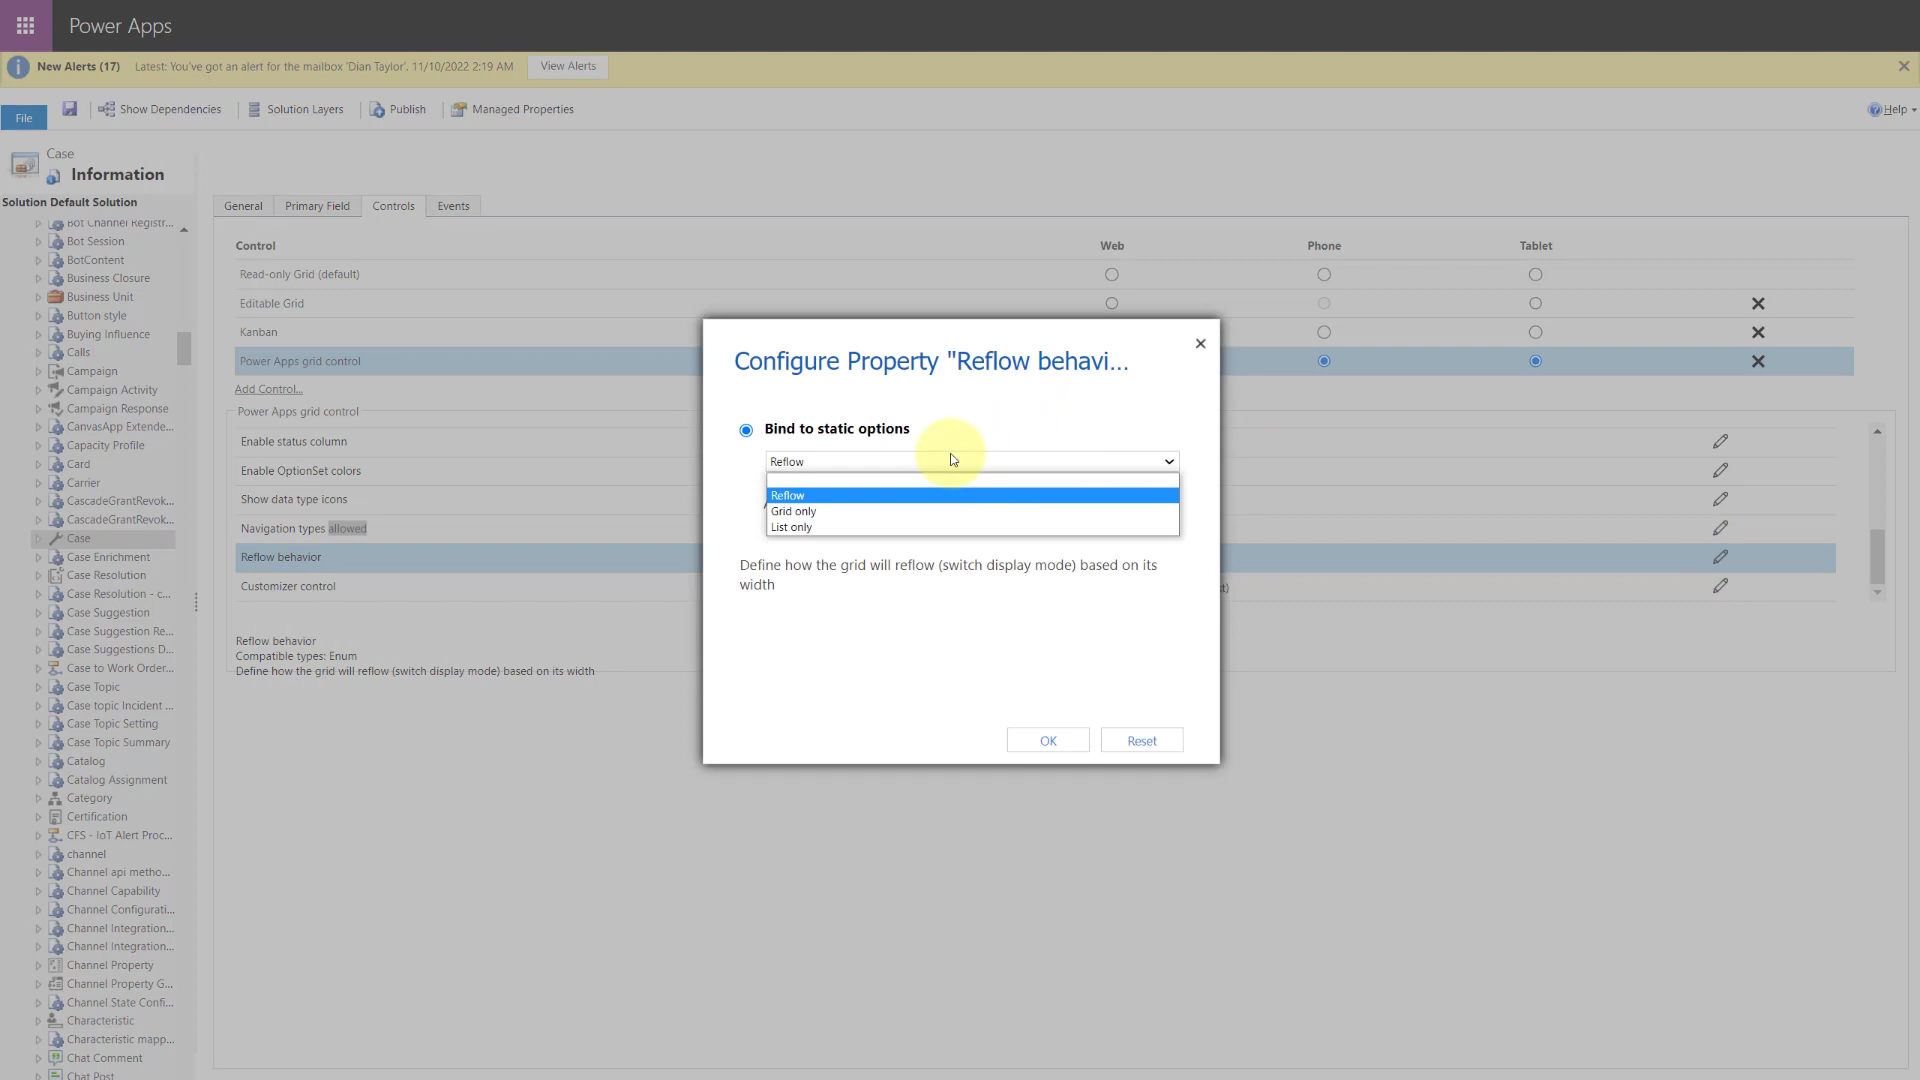 Power Apps
New Alerts (17) Latest: You've got an alert for the mailbox 'Dian Taylor'. 11/10/2022 2:19 AM View Alerts
File Show Dependencies Solution Layers Publish Managed Properties Help
Case
Information
Solution Default Solution
General Primary Field Controls Events
Bot Channel Registr...
Bot Session
BotContent
Business Closure
Business Unit
Button style
Buying Influence
Calls
Campaign
Campaign Activity
Campaign Response
CanvasApp Extende...
Capacity Profile
Card
Carrier
CascadeGrantRevok...
CascadeGrantRevok...
Case
Case Enrichment
Case Resolution
Case Resolution - c...
Case Suggestion
Case Suggestion Re...
Case Suggestions D...
Case to Work Order...
Case Topic
Case topic Incident ...
Case Topic Setting
Case Topic Summary
Catalog
Catalog Assignment
Category
Certification
CFS - IoT Alert Proc...
channel
Channel api metho...
Channel Capability
Channel Configurati...
Channel Integration...
Channel Integration...
Channel Property
Channel Property G...
Channel State Confi...
Characteristic
Characteristic mapp...
Chat Comment
Chat Post
Control Web Phone Tablet
Read-only Grid (default)
Editable Grid
Kanban
Power Apps grid control
Add Control...
Power Apps grid control
Enable status column
Enable OptionSet colors
Show data type icons
Navigation types allowed
Reflow behavior
Customizer control
Reflow behavior
Compatible types: Enum
Define how the grid will reflow (switch display mode) based on its width
Configure Property "Reflow behavi...
Bind to static options
Reflow
Reflow
Grid only
List only
Define how the grid will reflow (switch display mode) based on its
width
OK Reset